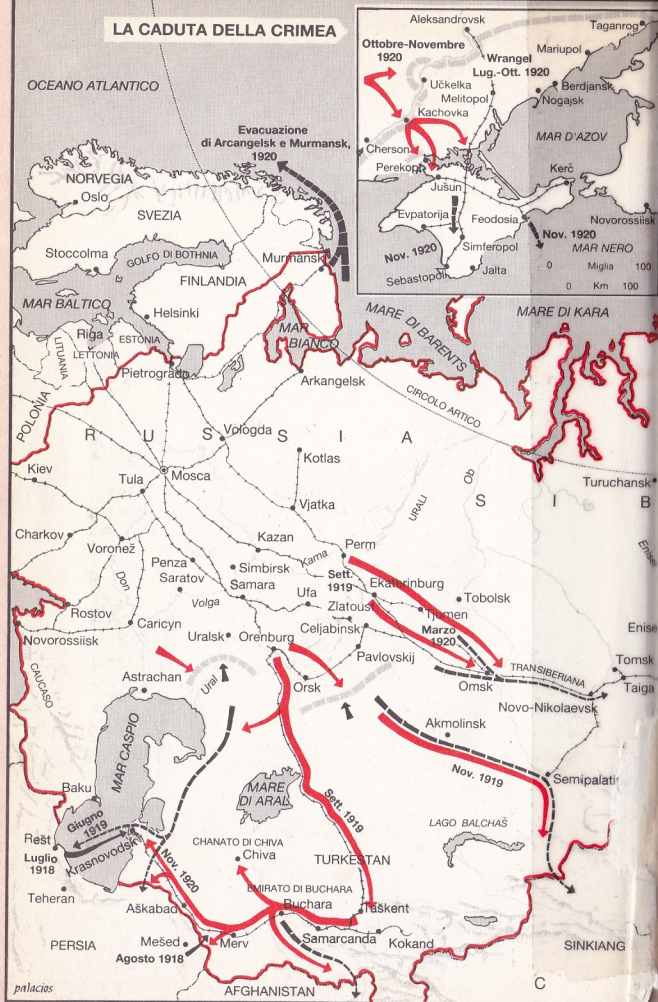 LA CADUTA DELLA CRIMEA
Aleksandrovsk
Taganrog
Ottobre-Novembre
1920
Wrangel
Lug.-Ott. 1920
Mariupol
Učkelka
Melitopol
Berdjansk
Nogajsk
Kachovka
MAR D'AZOV
Cherson
Perekop
Jušun
Kerč
Evpatorija
Feodosia
Novorossiisk
Nov. 1920
Simferopol
Nov. 1920
MAR NERO
Sebastopoli
Jalta
0 Miglia 100
0 Km 100
OCEANO ATLANTICO
Evacuazione
di Arcangelsk e Murmansk,
1920
NORVEGIA
Oslo
SVEZIA
Stoccolma
GOLFO DI BOTHNIA
Murmansk
FINLANDIA
MAR BALTICO
Helsinki
MAR
BIANCO
MARE DI BARENTS
MARE DI KARA
Riga
ESTONIA
LITUANIA
LETTONIA
Pietrogrado
Arkangelsk
CIRCOLO ARTICO
POLONIA
RUSSIA
Vologda
Kotlas
Kiev
Tula
Mosca
URALI
Ob
SIB
Turuchansk
Vjatka
Charkov
Voronež
Kazan
Kama
Perm
Enisei
Don
Penza
Saratov
Simbirsk
Samara
Sett.
1919
Ekaterinburg
Tobolsk
Volga
Ufa
Zlatoust
Tjumen
Rostov
Caricyn
Celjabinsk
Marzo
1920
Enise
Novorossiisk
Uralsk
Orenburg
Pavlovskij
TRANSIBERIANA
Tomsk
CAUCASO
Astrachan
Ural
Orsk
Omsk
Taiga
Novo-Nikolaevsk
Akmolinsk
MAR CASPIO
Nov. 1919
Semipalatin
MARE
DI ARAL
Sett. 1919
Baku
Giugno
1919
LAGO BALCHAŠ
Rešt
Luglio
1918
Krasnovodsk
CHANATO DI CHIVA
Chiva
Nov. 1920
TURKESTAN
Teheran
EMIRATO DI BUCHARA
Aškabad
Buchara
Taškent
PERSIA
Mešed
Agosto 1918
Merv
Samarcanda
Kokand
SINKIANG
AFGHANISTAN
C
palacios